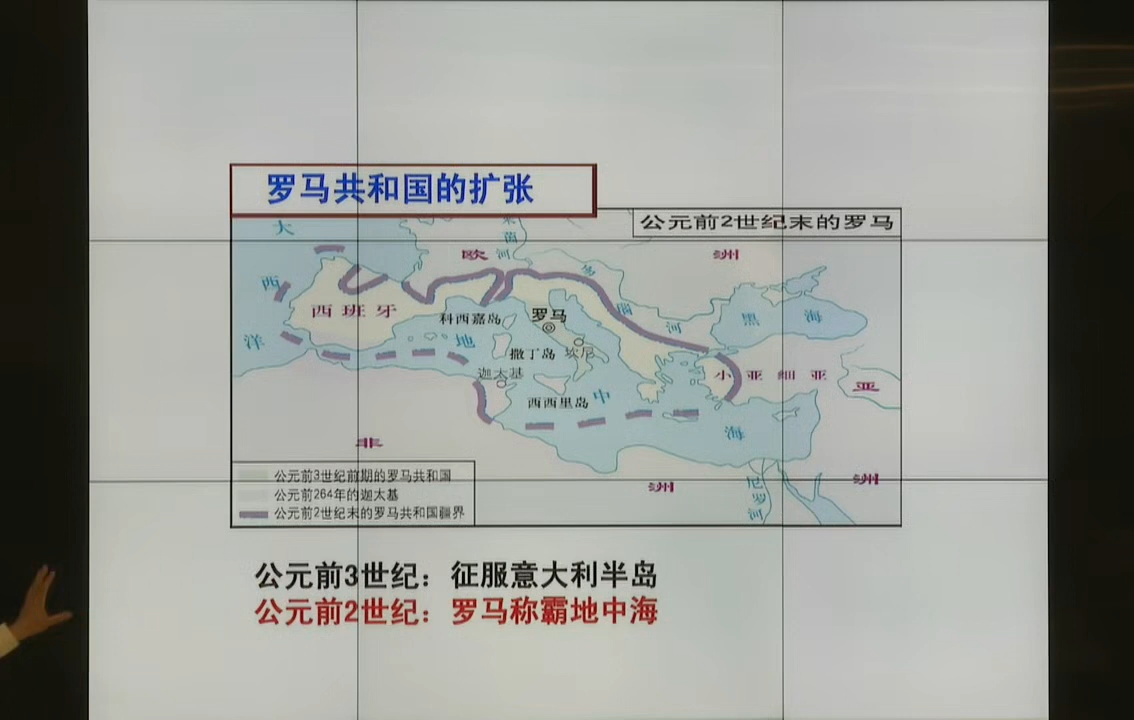 罗马共和国的扩张
公元前2世纪末的罗马
大
西
洋
欧
洲
莱茵河
多
瑙
河
西班牙
科西嘉岛
罗马
撒丁岛
坎尼
迦太基
西西里岛
地
中
海
黑
海
小亚细亚
亚
洲
非
洲
尼罗河
公元前3世纪前期的罗马共和国
公元前264年的迦太基
公元前2世纪末的罗马共和国疆界
公元前3世纪：征服意大利半岛
公元前2世纪：罗马称霸地中海